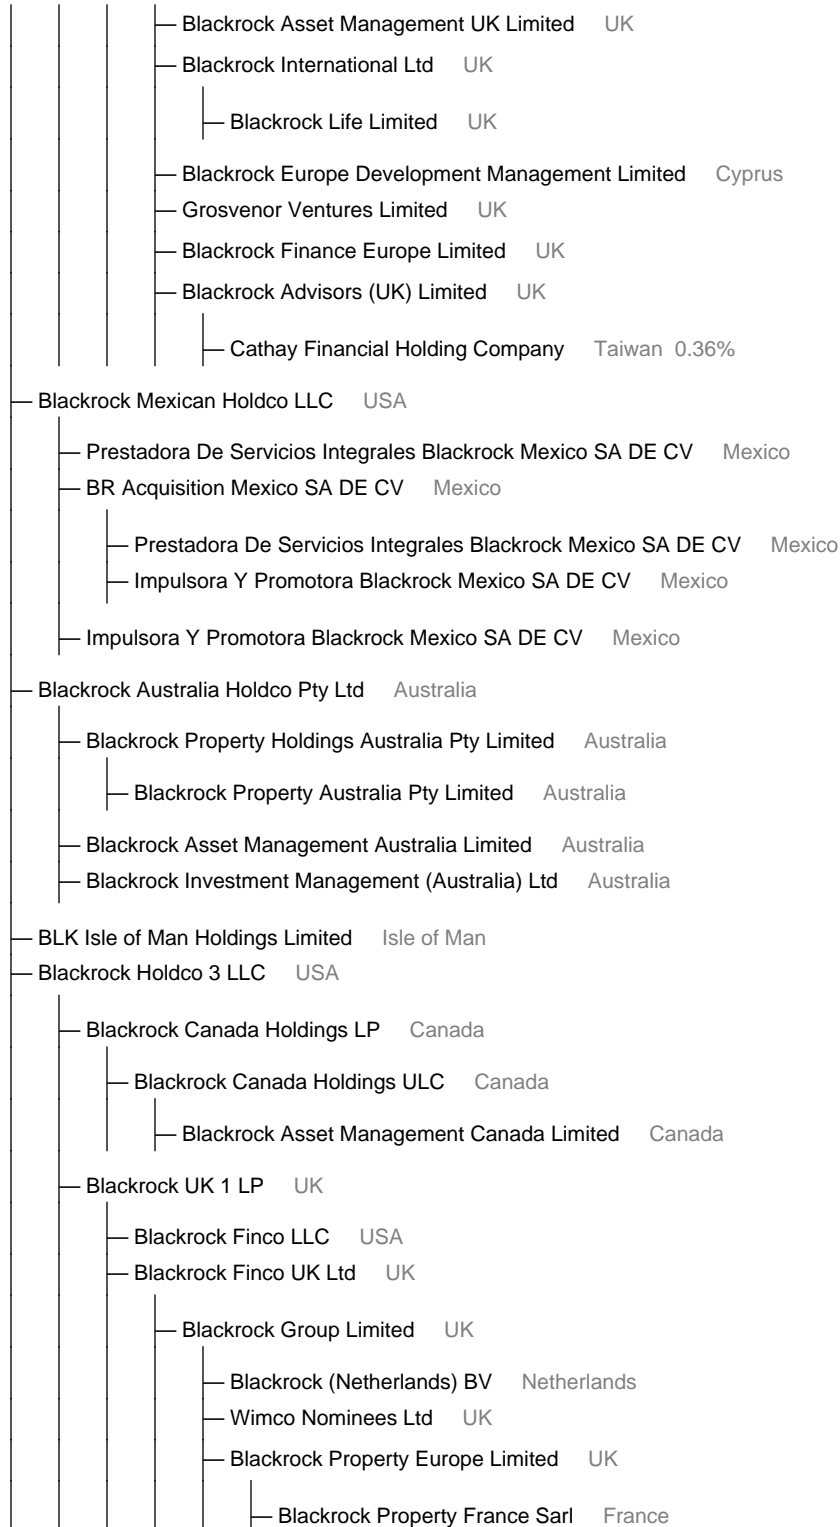 Blackrock Asset Management UK Limited UK
Blackrock International Ltd UK
Blackrock Life Limited UK
Blackrock Europe Development Management Limited Cyprus
Grosvenor Ventures Limited UK
Blackrock Finance Europe Limited UK
Blackrock Advisors (UK) Limited UK
Cathay Financial Holding Company Taiwan 0.36%
Blackrock Mexican Holdco LLC USA
Prestadora De Servicios Integrales Blackrock Mexico SA DE CV Mexico
BR Acquisition Mexico SA DE CV Mexico
Prestadora De Servicios Integrales Blackrock Mexico SA DE CV Mexico
Impulsora Y Promotora Blackrock Mexico SA DE CV Mexico
Impulsora Y Promotora Blackrock Mexico SA DE CV Mexico
Blackrock Australia Holdco Pty Ltd Australia
Blackrock Property Holdings Australia Pty Limited Australia
Blackrock Property Australia Pty Limited Australia
Blackrock Asset Management Australia Limited Australia
Blackrock Investment Management (Australia) Ltd Australia
BLK Isle of Man Holdings Limited Isle of Man
Blackrock Holdco 3 LLC USA
Blackrock Canada Holdings LP Canada
Blackrock Canada Holdings ULC Canada
Blackrock Asset Management Canada Limited Canada
Blackrock UK 1 LP UK
Blackrock Finco LLC USA
Blackrock Finco UK Ltd UK
Blackrock Group Limited UK
Blackrock (Netherlands) BV Netherlands
Wimco Nominees Ltd UK
Blackrock Property Europe Limited UK
Blackrock Property France Sarl France